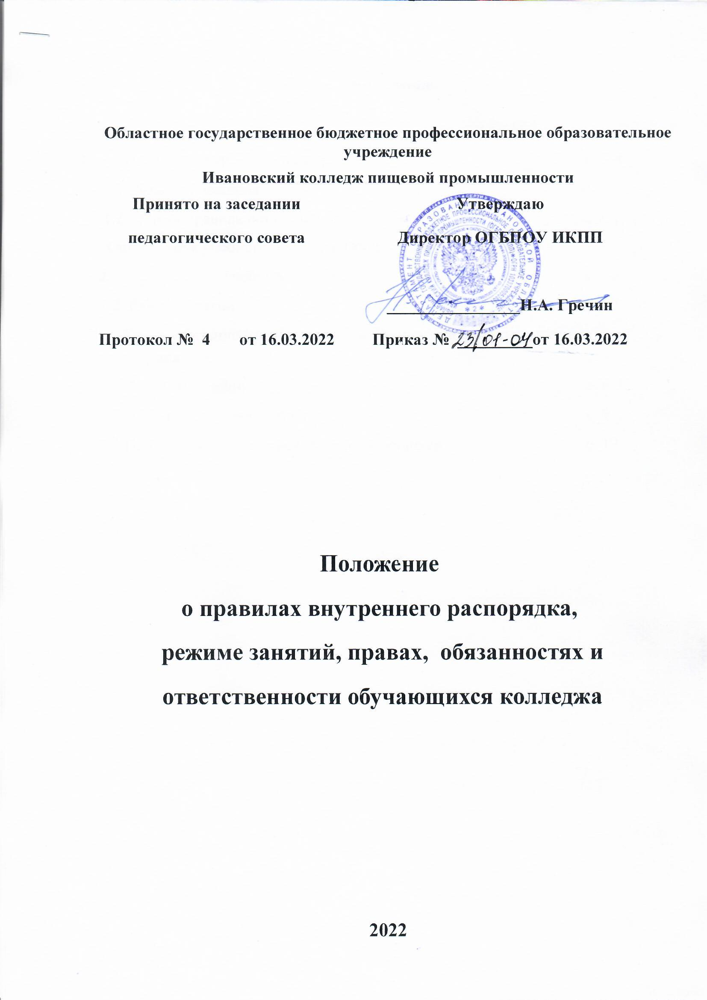 Областное государственное бюджетное профессиональное образовательное
учреждение
Ивановский колледж пищевой промышленности
Принято на заседании
Утверждаю
педагогического совета
Директор ОГБПОУ ИКПП
Н.А. Гречин
Протокол № 4 от 16.03.2022
Приказ № 23/01-04 от 16.03.2022
Положение
о правилах внутреннего распорядка,
режиме занятий, правах, обязанностях и
ответственности обучающихся колледжа
2022